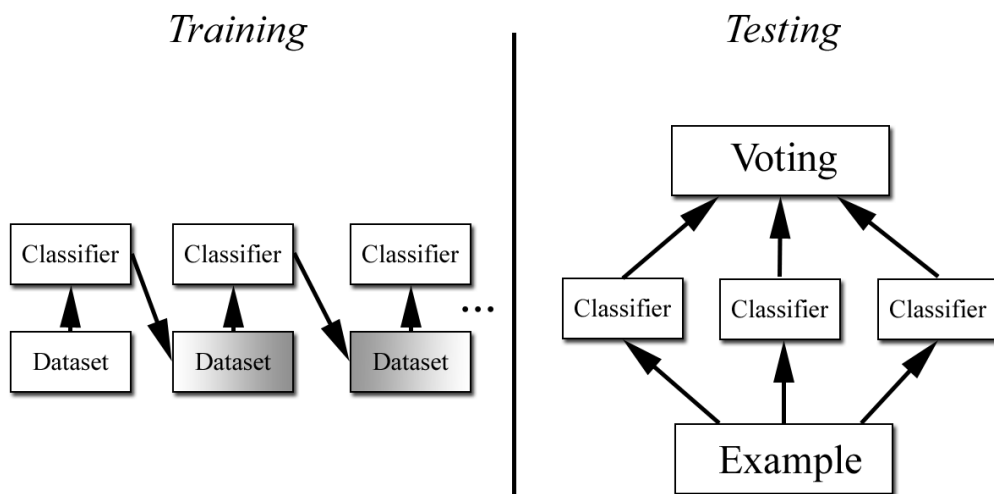 Training
Testing
Voting
Classifier
Classifier
Classifier
...
Dataset
Dataset
Dataset
Classifier
Classifier
Classifier
Example